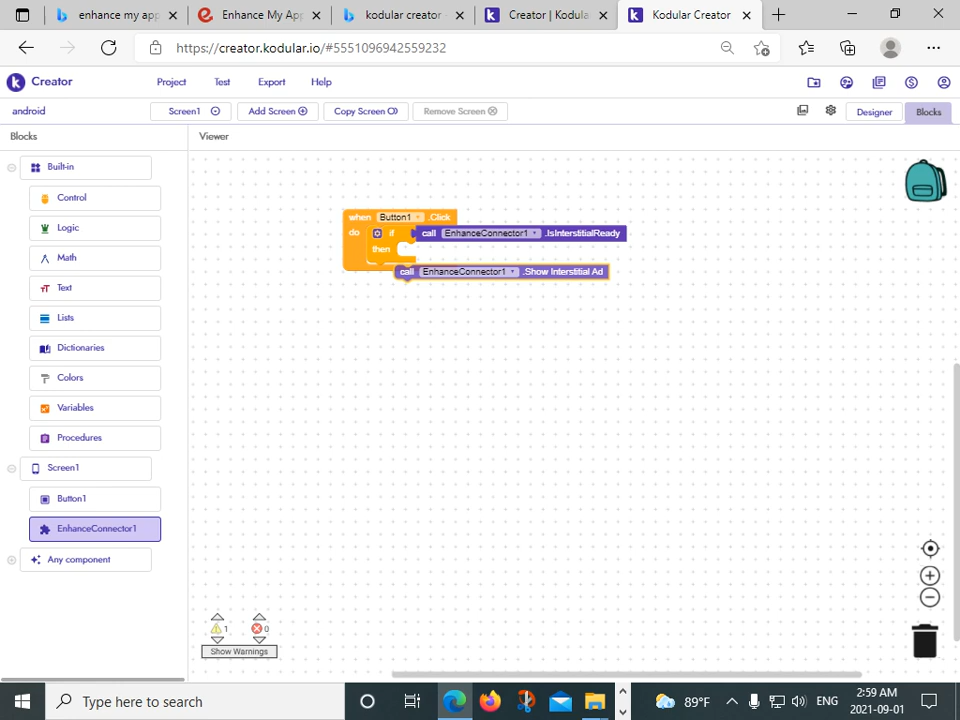 enhance my app
Enhance My App
kodular creator
Creator | Kodula
Kodular Creator
https://creator.kodular.io/#5551096942559232
Creator
Project
Test
Export
Help
android
Screen1
Add Screen
Copy Screen
Remove Screen
Designer
Blocks
Blocks
Viewer
Built-in
Control
Logic
Math
Text
Lists
Dictionaries
Colors
Variables
Procedures
Screen1
Button1
EnhanceConnector1
Any component
when Button1 .Click
do if call EnhanceConnector1 .IsInterstitialReady
then
call EnhanceConnector1 .Show Interstitial Ad
1 0
Show Warnings
Type here to search
89°F
ENG
2:59 AM
2021-09-01